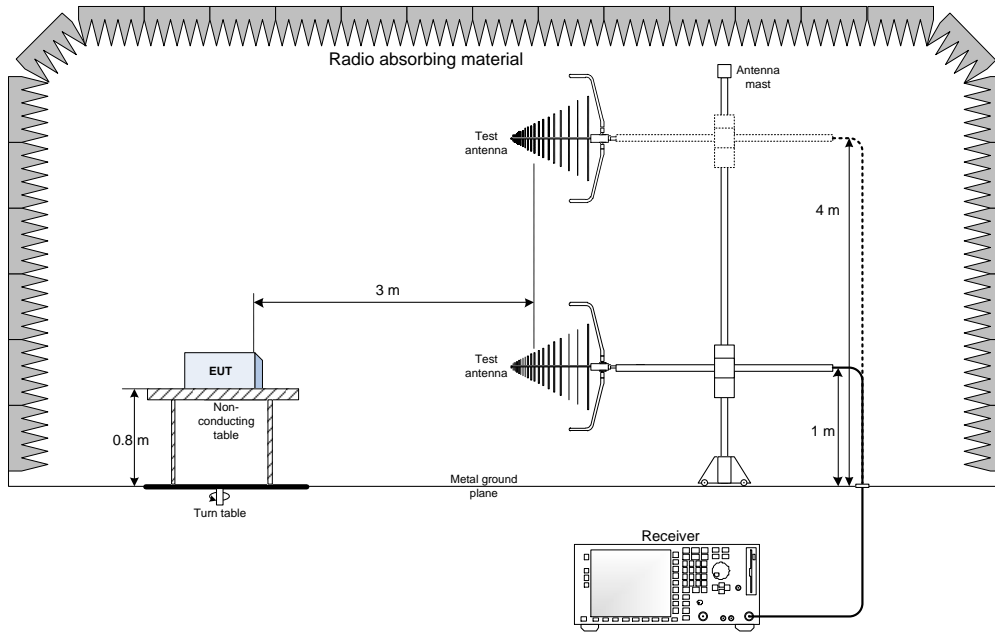 Radio absorbing material
Antenna
mast
Test
antenna
4 m
3 m
Test
antenna
EUT
Non-
conducting
table
0.8 m
1 m
Metal ground
plane
Turn table
Receiver